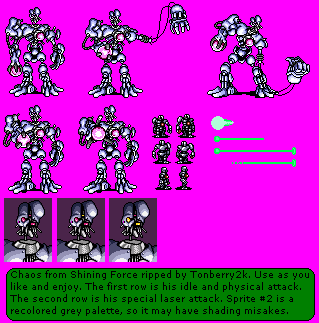 Chaos from Shining Force ripped by Tonberry2k. Use as you
like and enjoy. The first row is his idle and physical attack.
The second row is his special laser attack. Sprite #2 is a
recolored grey palette, so it may have shading misakes.